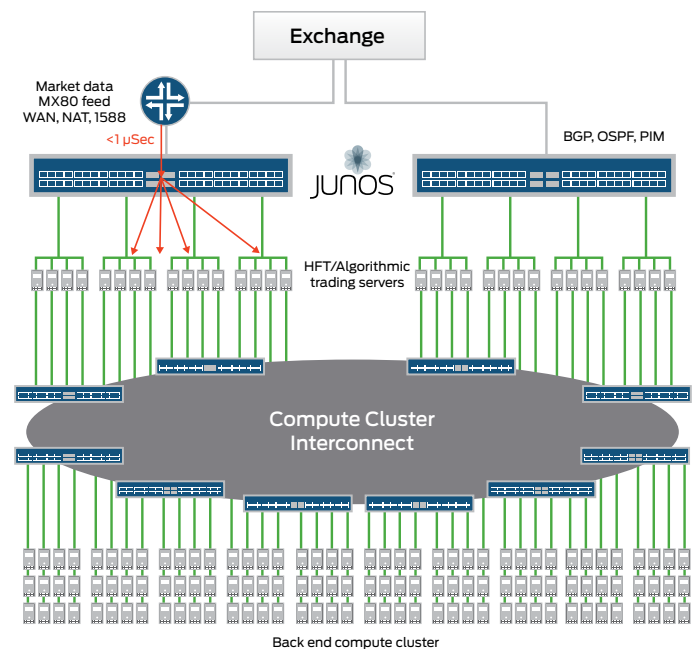 Exchange
Market data
MX80 feed
WAN, NAT, 1588
<1 µSec
BGP, OSPF, PIM
JUNOS
HFT/Algorithmic
trading servers
Compute Cluster
Interconnect
Back end compute cluster